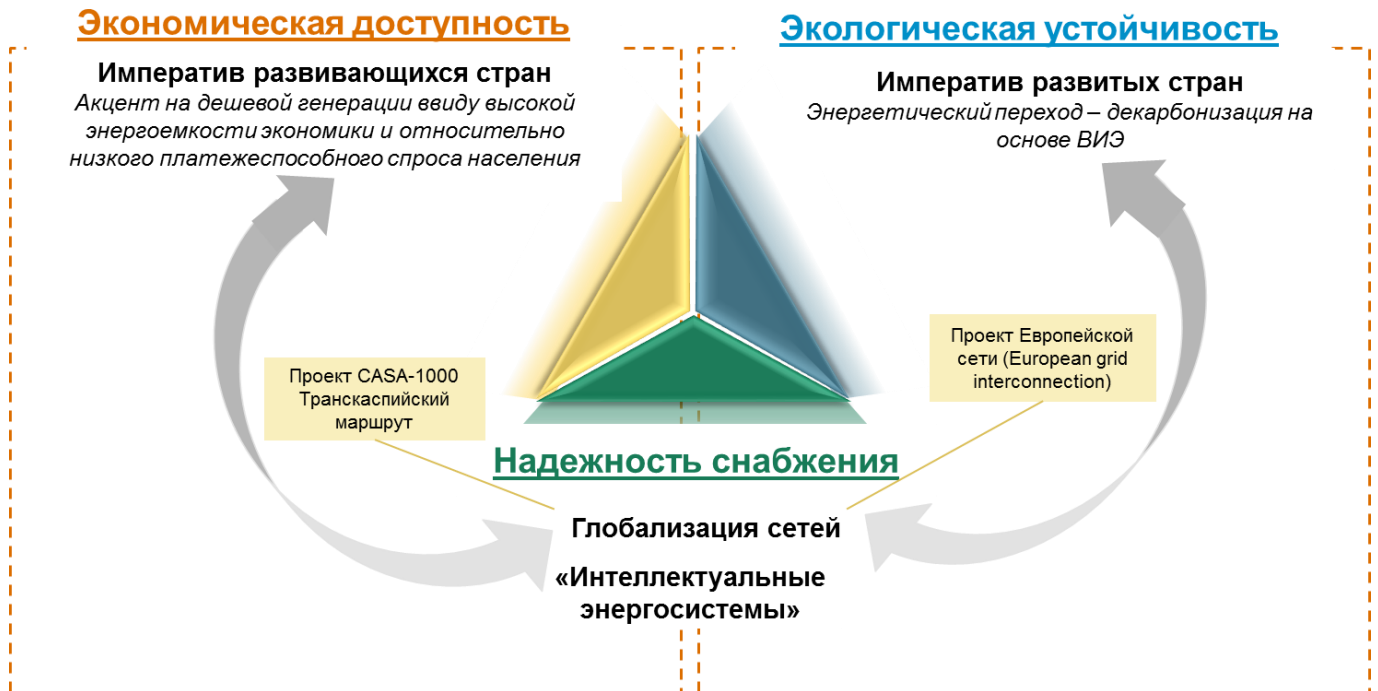 Экономическая доступность
Императив развивающихся стран
Акцент на дешевой генерации ввиду высокой
энергоемкости экономики и относительно
низкого платежеспособного спроса населения
Экологическая устойчивость
Императив развитых стран
Энергетический переход – декарбонизация на
основе ВИЭ
Проект CASA-1000
Транскаспийский
маршрут
Проект Европейской
сети (European grid
interconnection)
Надежность снабжения
Глобализация сетей
«Интеллектуальные
энергосистемы»